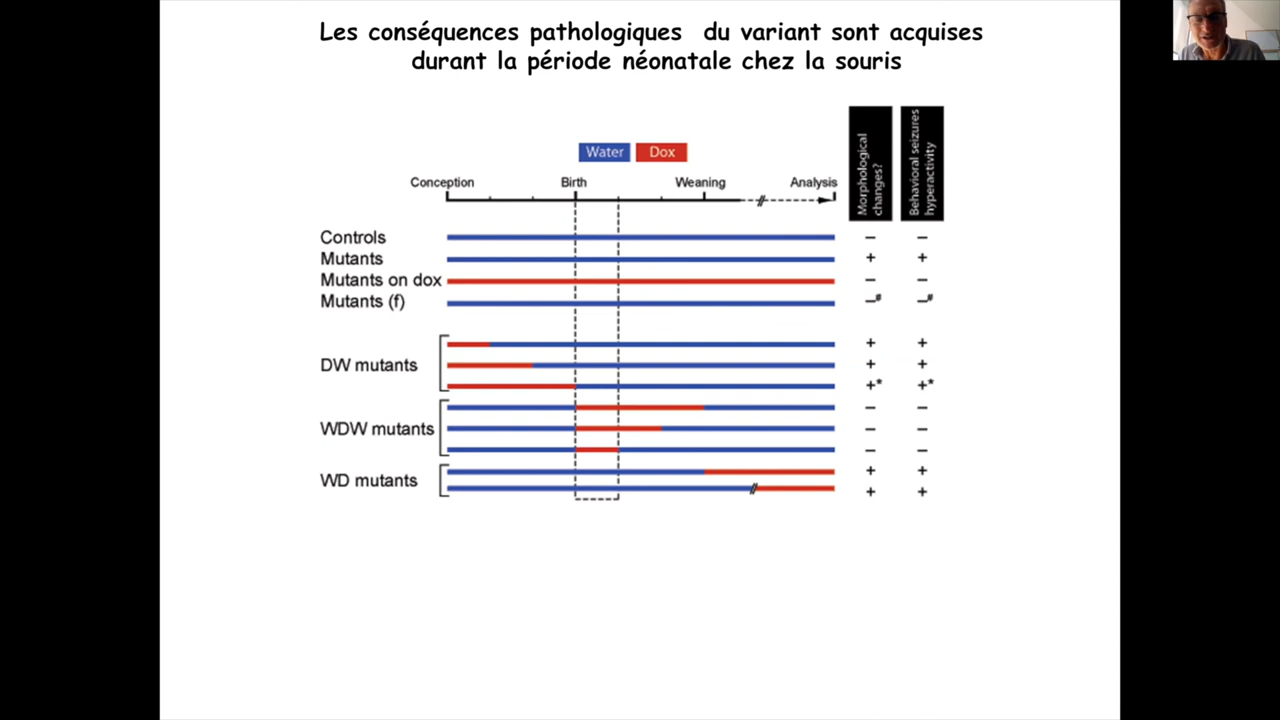 Les conséquences pathologiques du variant sont acquises
durant la période néonatale chez la souris
Water Dox
Conception Birth Weaning Analysis
Morphological
changes?
Behavioral seizures
hyperactivity
Controls – –
Mutants + +
Mutants on dox – –
Mutants (f) –# –#
+ +
DW mutants + +
+* +*
– –
WDW mutants – –
– –
WD mutants + +
+ +